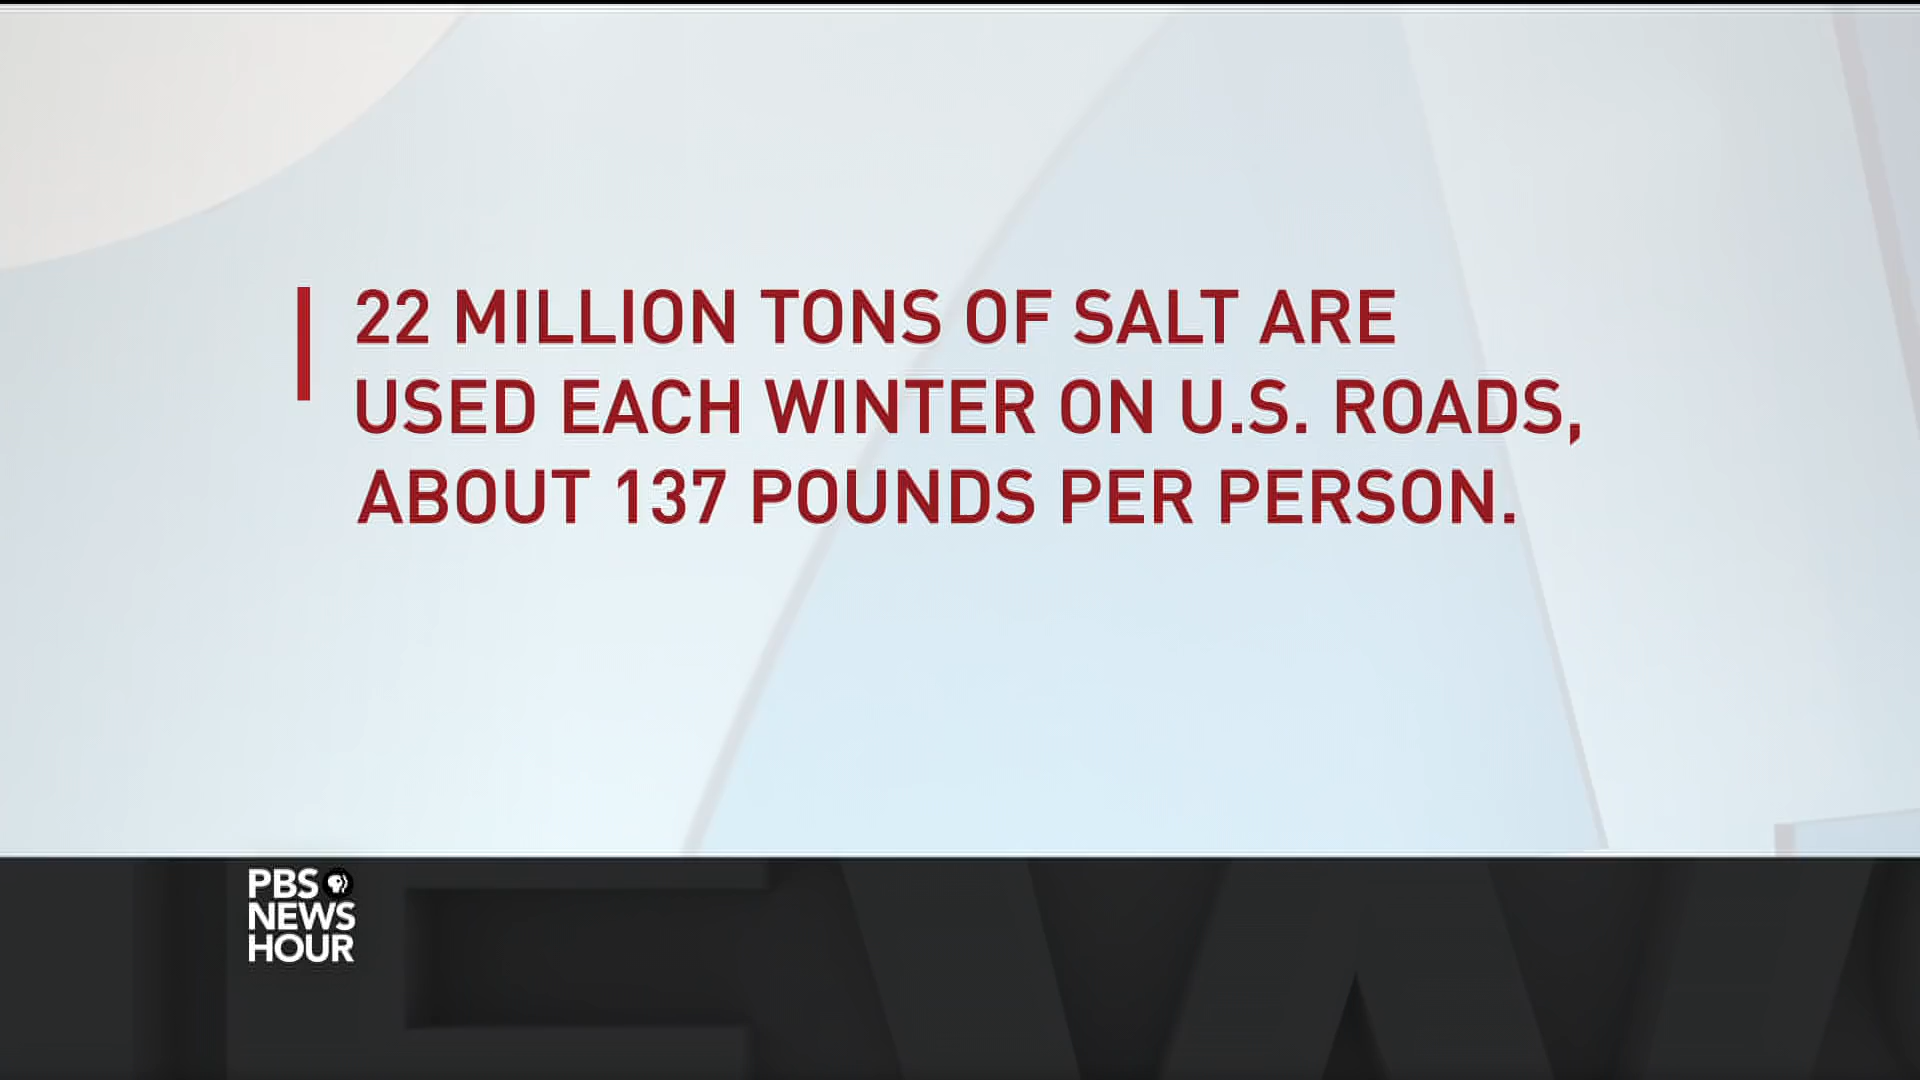 22 MILLION TONS OF SALT ARE
USED EACH WINTER ON U.S. ROADS,
ABOUT 137 POUNDS PER PERSON.
PBS
NEWS
HOUR